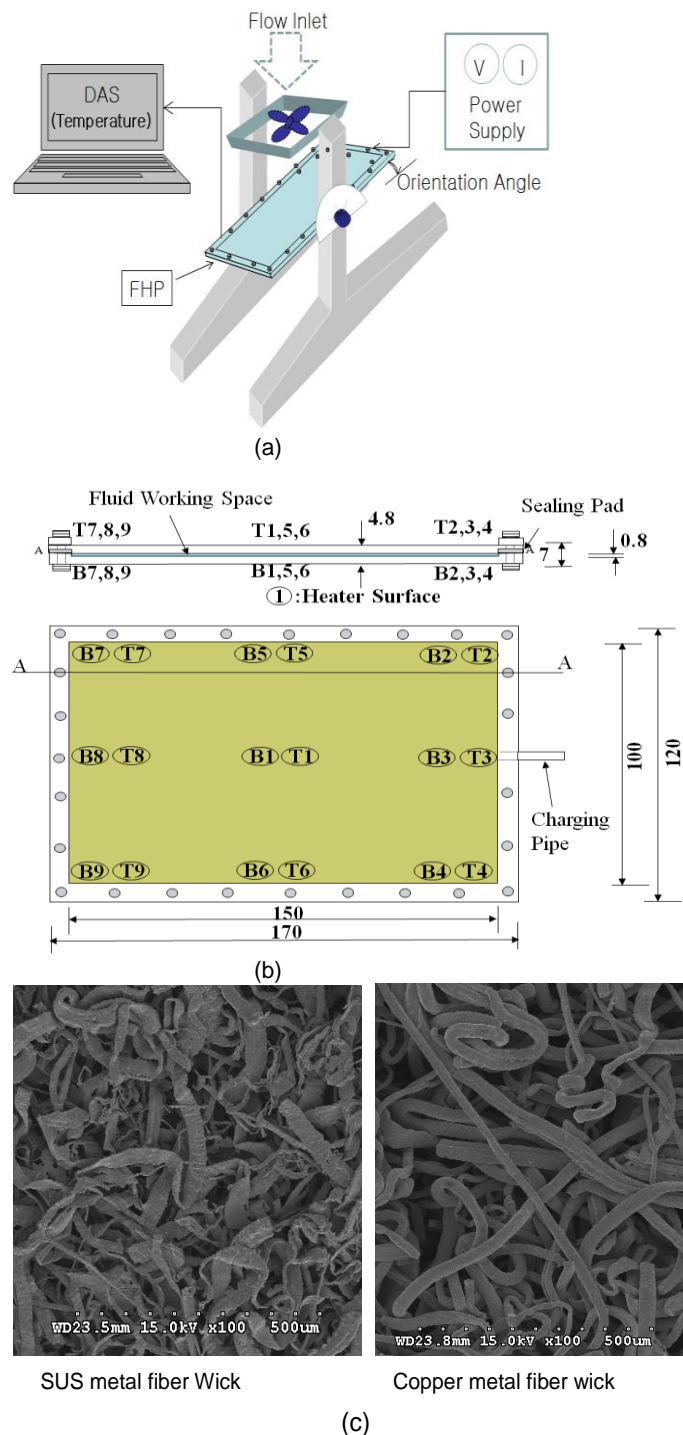 Flow Inlet
DAS
(Temperature)
V I
Power
Supply
Orientation Angle
FHP
(a)
Fluid Working Space
Sealing Pad
T7,8,9 T1,5,6 4.8 T2,3,4 0.8
A A
7
B7,8,9 B1,5,6 B2,3,4
1 :Heater Surface
B7 T7 B5 T5 B2 T2
A A
B8 T8 B1 T1 B3 T3
100
120
Charging
Pipe
B9 T9 B6 T6 B4 T4
150
170
(b)
WD23.5mm 15.0kV x100 500um
WD23.8mm 15.0kV x100 500um
SUS metal fiber Wick
Copper metal fiber wick
(c)